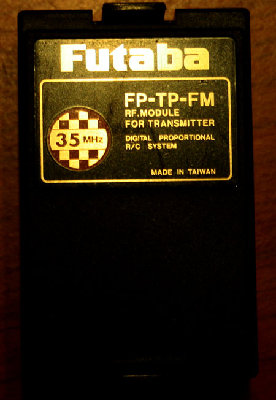 Futaba
FP-TP-FM
RF.MODULE
FOR TRANSMITTER
35 MHz
DIGITAL PROPORTIONAL
R/C SYSTEM
MADE IN TAIWAN